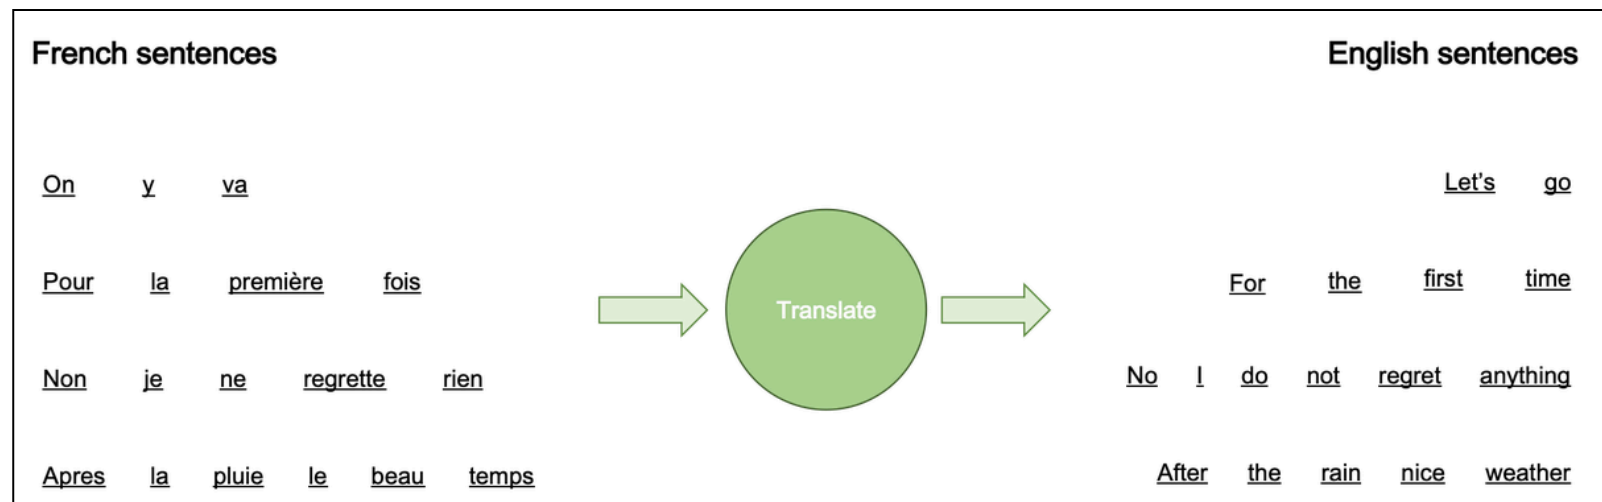 French sentences
English sentences
On y va
Let's go
Pour la première fois
For the first time
Translate
Non je ne regrette rien
No I do not regret anything
Apres la pluie le beau temps
After the rain nice weather